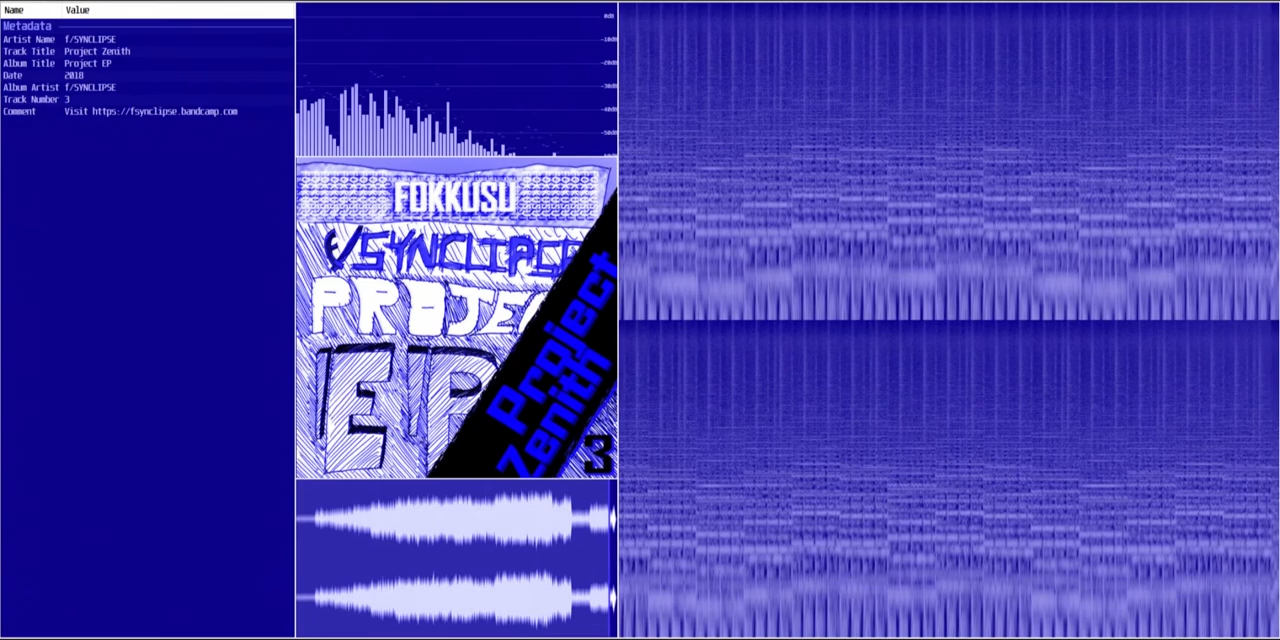 Name Value
Metadata
Artist Name f/SYNCLIPSE
Track Title Project Zenith
Album Title Project EP
Date 2018
Album Artist f/SYNCLIPSE
Track Number 3
Comment Visit https://fsynclipse.bandcamp.com
0dB
-10dB
-20dB
-30dB
-40dB
-50dB
FOKKUSU
f/SYNCLIPSE
PROJE
EP
Project
Zenith
3